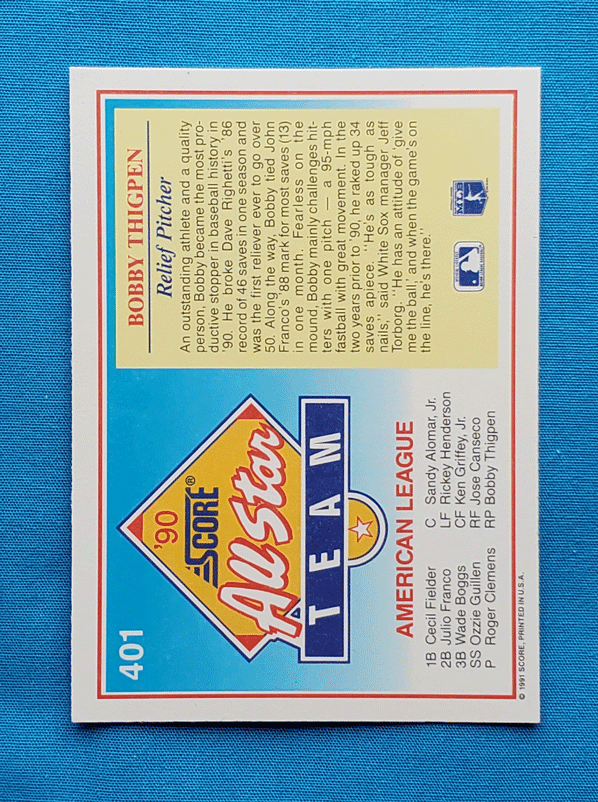 401
'90
SCORE®
All Star
TEAM
AMERICAN LEAGUE
1B Cecil Fielder
2B Julio Franco
3B Wade Boggs
SS Ozzie Guillen
P Roger Clemens
C Sandy Alomar, Jr.
LF Rickey Henderson
CF Ken Griffey, Jr.
RF Jose Canseco
RP Bobby Thigpen
BOBBY THIGPEN
Relief Pitcher
An outstanding athlete and a quality
person, Bobby became the most pro-
ductive stopper in baseball history in
'90. He broke Dave Righetti's '86
record of 46 saves in one season and
was the first reliever ever to go over
50. Along the way, Bobby tied John
Franco's '88 mark for most saves (13)
in one month. Fearless on the
mound, Bobby mainly challenges hit-
ters with one pitch — a 95-mph
fastball with great movement. In the
two years prior to '90, he raked up 34
saves apiece. "He's as tough as
nails," said White Sox manager Jeff
Torborg. "He has an attitude of 'give
me the ball,' and when the game's on
the line, he's there."
© 1991 SCORE, PRINTED IN U.S.A.